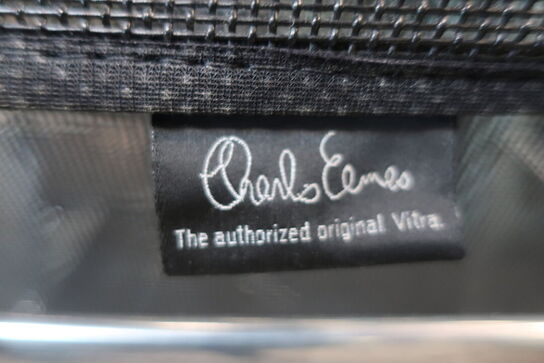 Charles Eames
The authorized original Vitra.